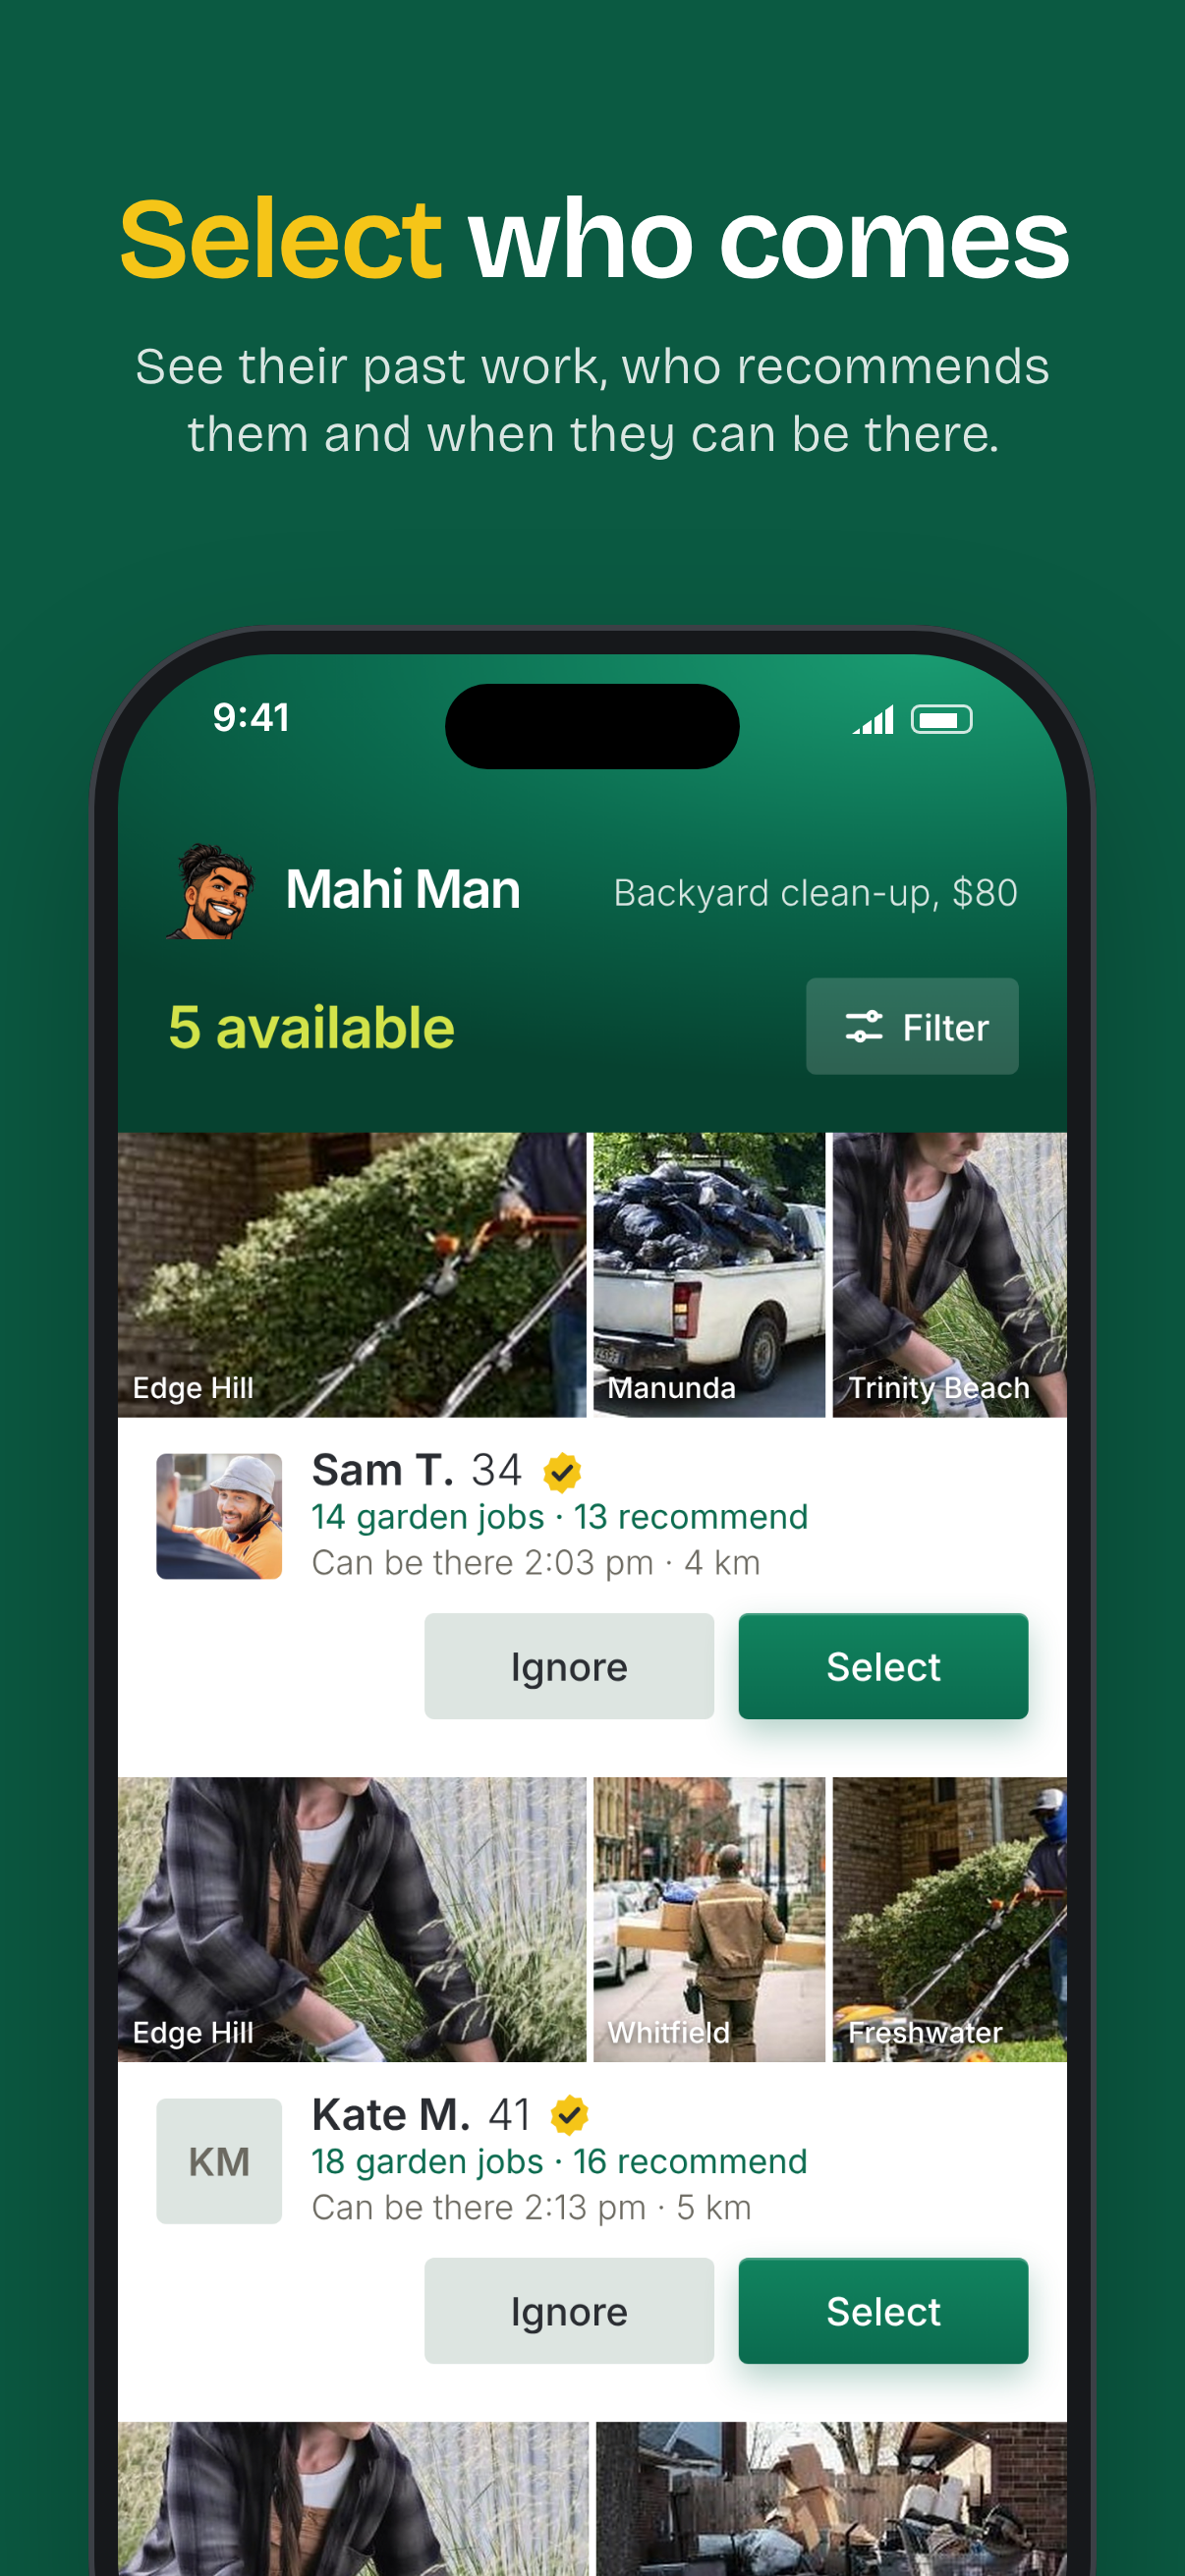 Select who comes
See their past work, who recommends
them and when they can be there.
9:41
Mahi Man
Backyard clean-up, $80
5 available
Filter
Edge Hill
Manunda
Trinity Beach
Sam T. 34
14 garden jobs · 13 recommend
Can be there 2:03 pm · 4 km
Ignore
Select
Edge Hill
Whitfield
Freshwater
KM
Kate M. 41
18 garden jobs · 16 recommend
Can be there 2:13 pm · 5 km
Ignore
Select